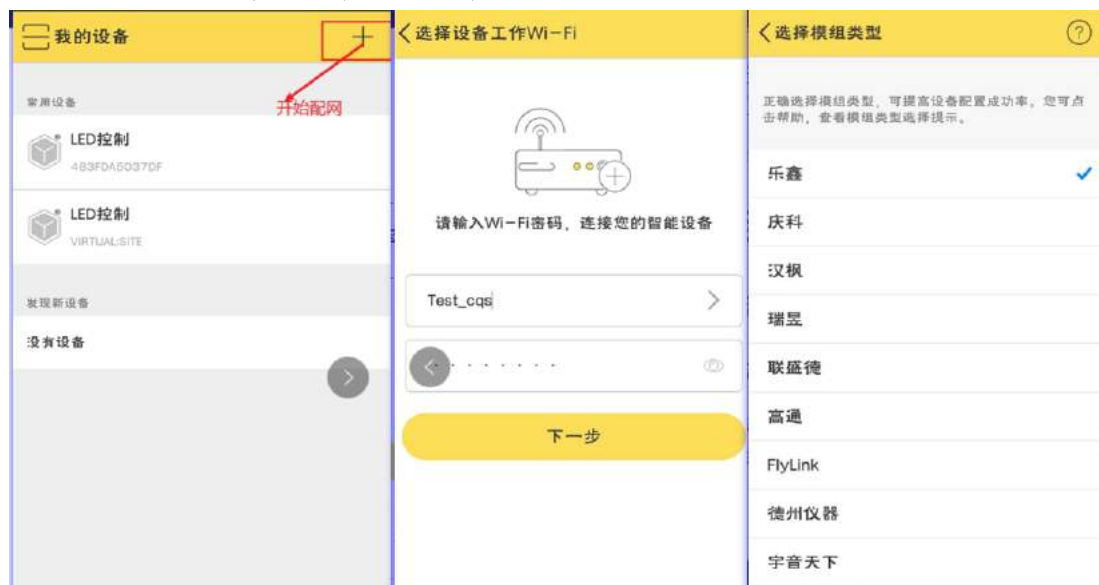 我的设备
常用设备
开始配网
LED控制
483FDA5037DF
LED控制
VIRTUAL:SITE
发现新设备
没有设备
选择设备工作Wi-Fi
请输入Wi-Fi密码，连接您的智能设备
Test_cqs
下一步
选择模组类型
正确选择模组类型，可提高设备配置成功率。您可点
击帮助，查看模组类型选择提示。
乐鑫
庆科
汉枫
瑞昱
联盛德
高通
FlyLink
德州仪器
宇音天下